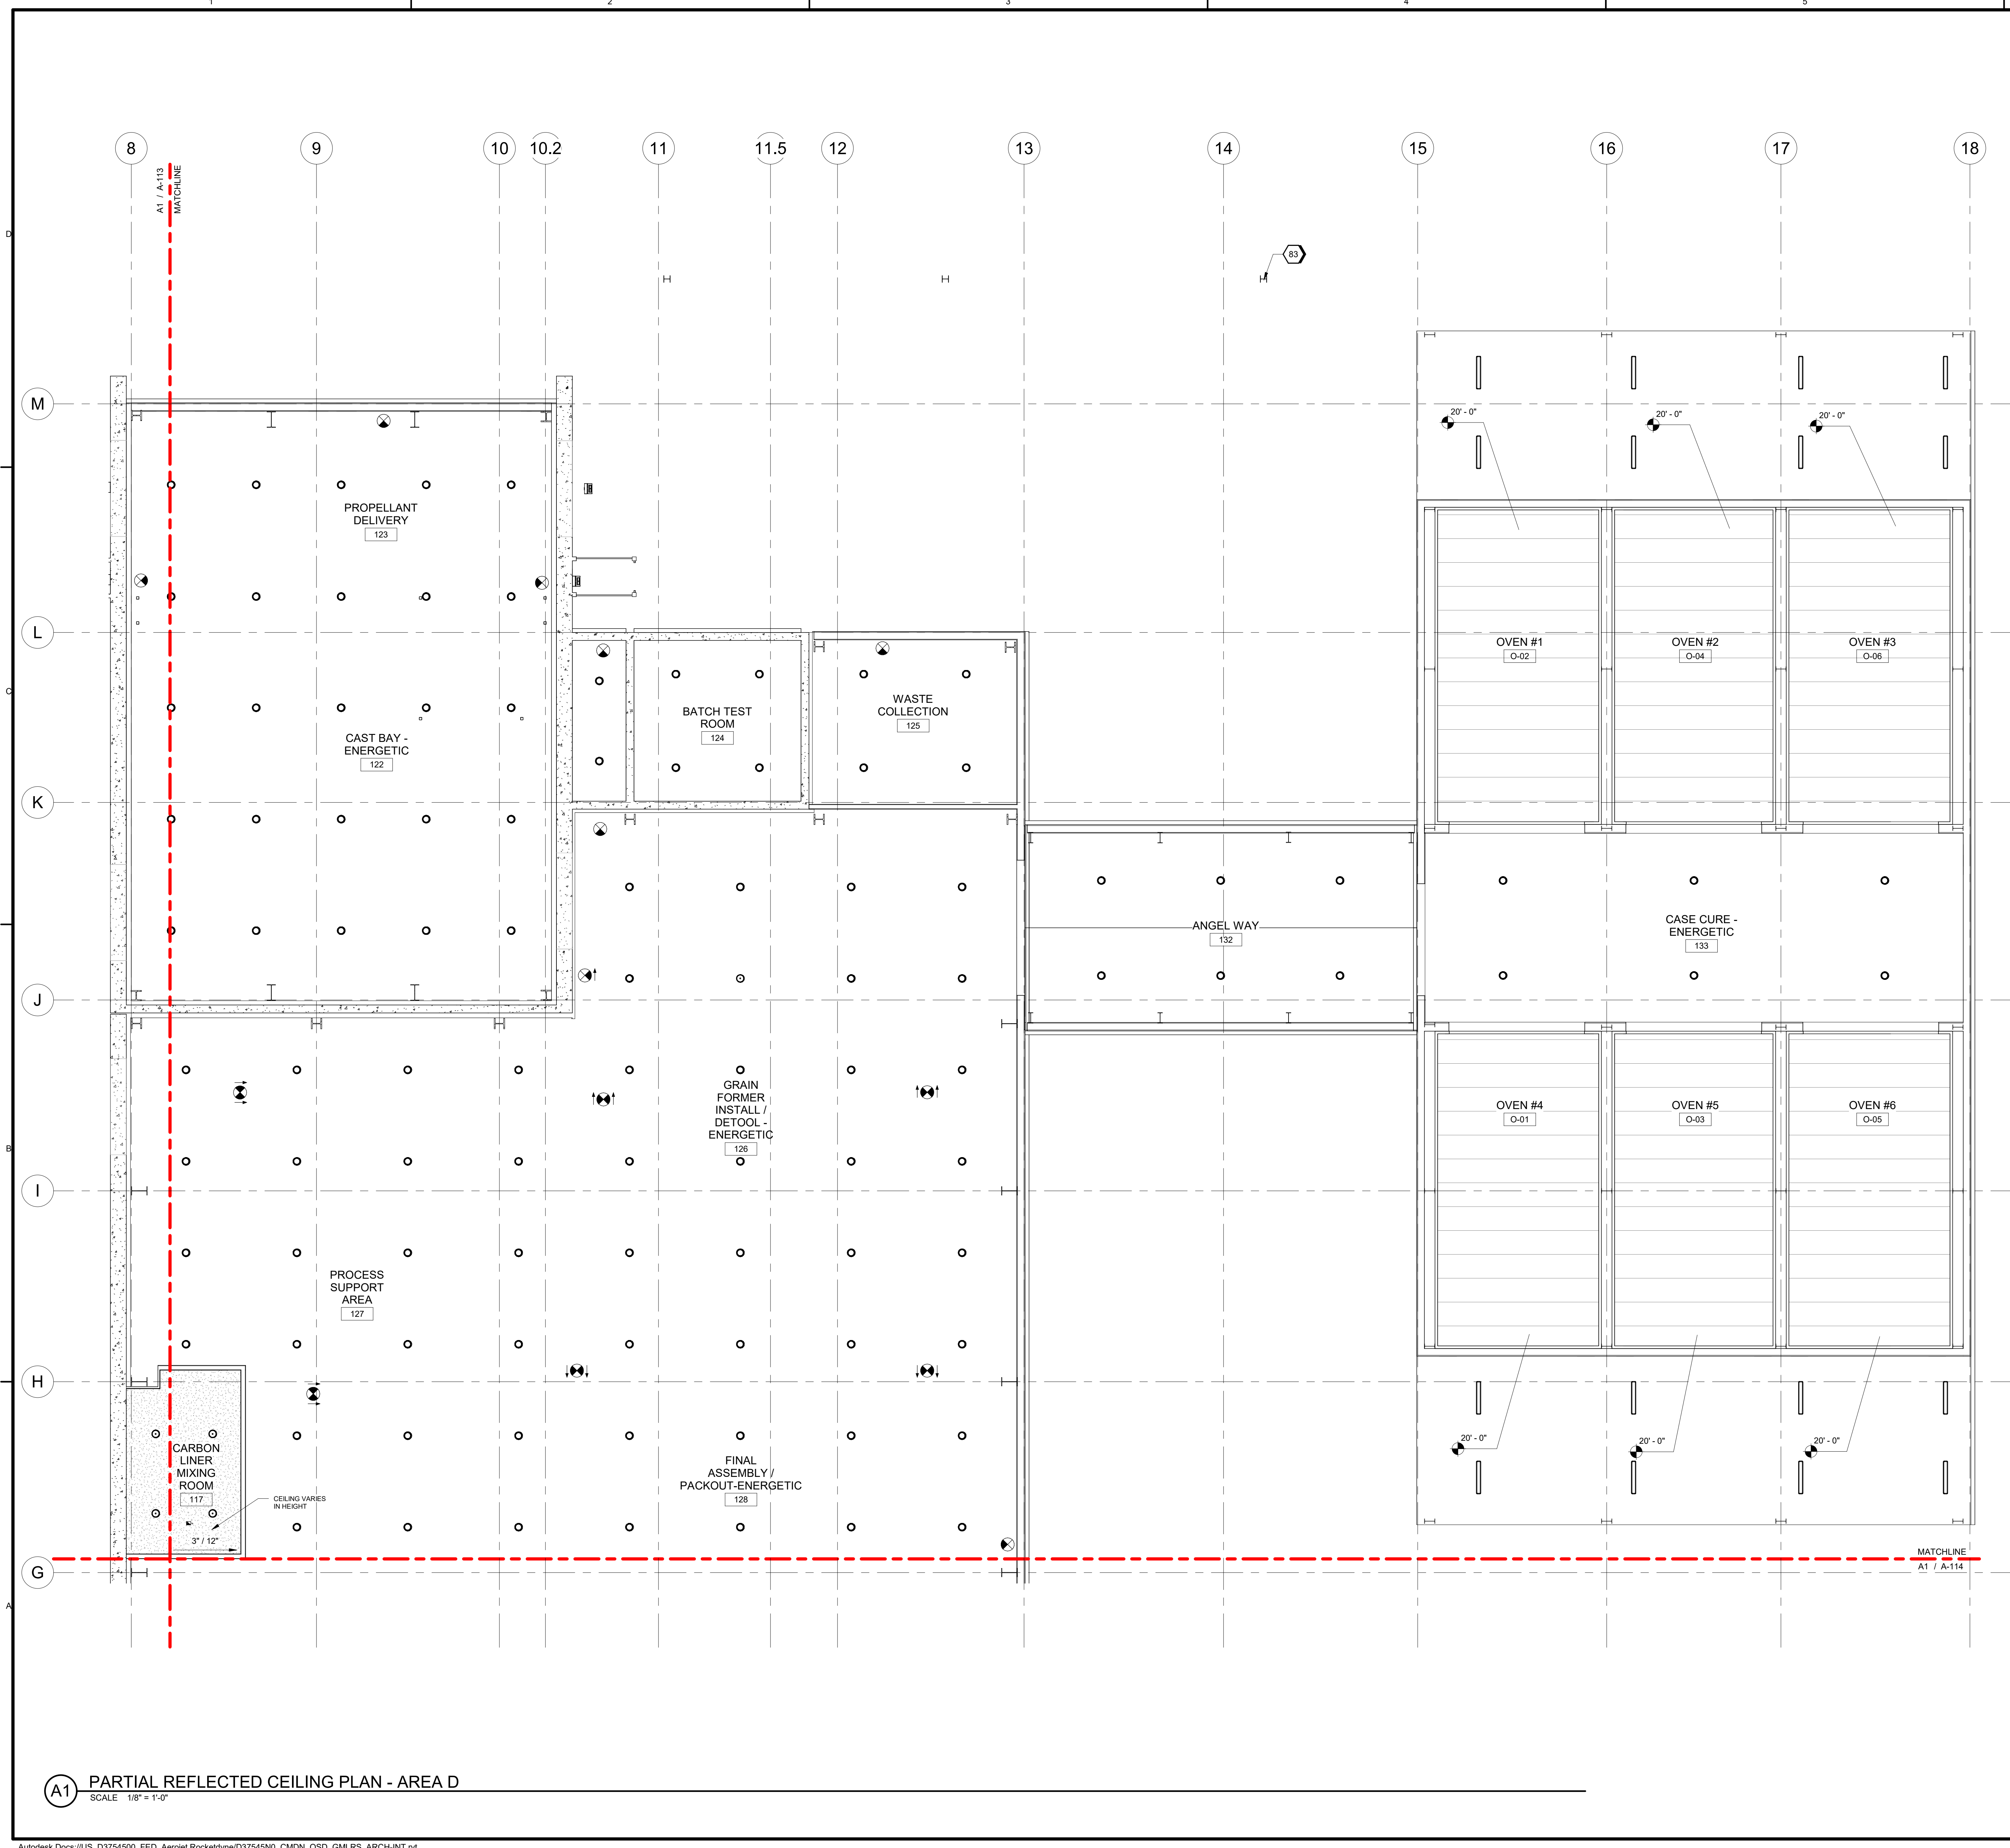 1
2
3
4
5
8
9
10
10.2
11
11.5
12
13
14
15
16
17
18
A1 / A-113
MATCHLINE
D
83
M
20' - 0"
20' - 0"
20' - 0"
PROPELLANT
DELIVERY
123
L
OVEN #1
O-02
OVEN #2
O-04
OVEN #3
O-06
C
BATCH TEST
ROOM
124
WASTE
COLLECTION
125
CAST BAY -
ENERGETIC
122
K
ANGEL WAY
132
CASE CURE -
ENERGETIC
133
J
GRAIN
FORMER
INSTALL /
DETOOL -
ENERGETIC
126
OVEN #4
O-01
OVEN #5
O-03
OVEN #6
O-05
B
I
PROCESS
SUPPORT
AREA
127
H
CARBON
LINER
MIXING
ROOM
117
CEILING VARIES
IN HEIGHT
3" / 12"
FINAL
ASSEMBLY /
PACKOUT-ENERGETIC
128
20' - 0"
20' - 0"
20' - 0"
MATCHLINE
A1 / A-114
G
A
A1
PARTIAL REFLECTED CEILING PLAN - AREA D
SCALE 1/8" = 1'-0"